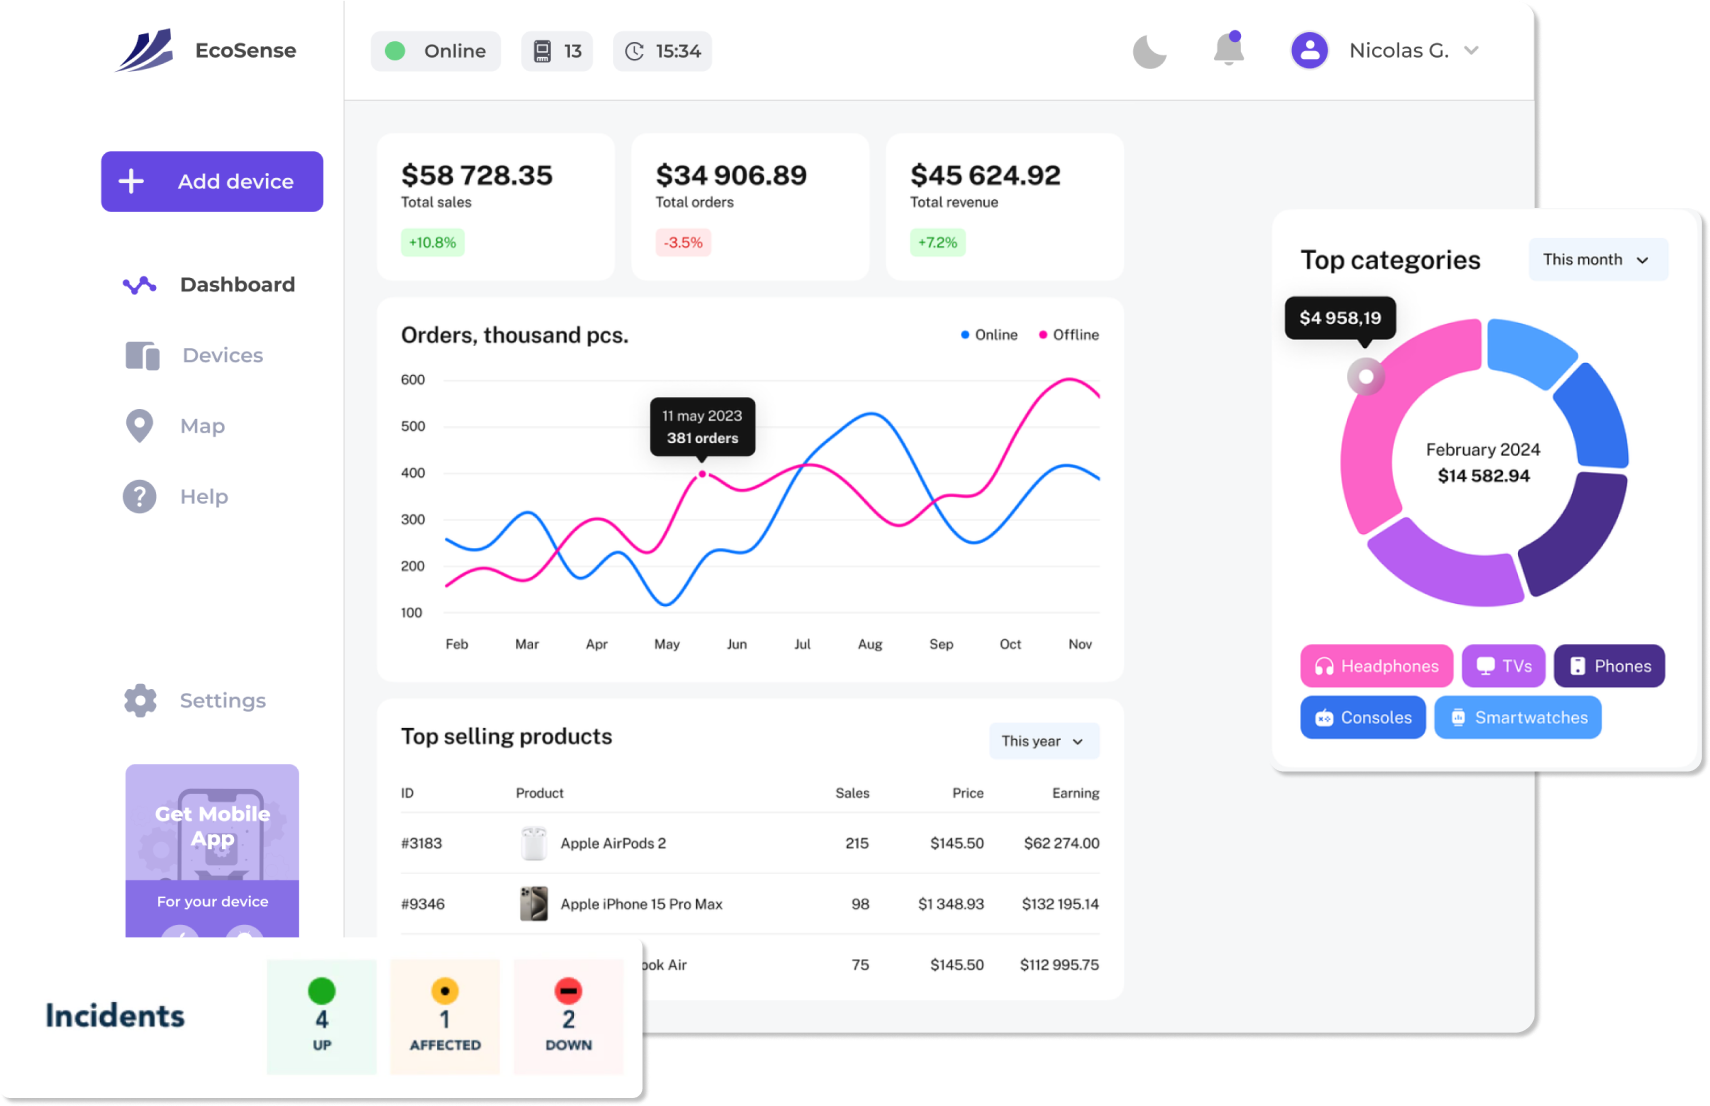 EcoSense
Online
13
15:34
Nicolas G.
Add device
Dashboard
Devices
Map
Help
Settings
Get Mobile
App
For your device
$58 728.35
Total sales
+10.8%
$34 906.89
Total orders
-3.5%
$45 624.92
Total revenue
+7.2%
Orders, thousand pcs.
Online
Offline
600
500
400
300
200
100
11 may 2023
381 orders
Feb Mar Apr May Jun Jul Aug Sep Oct Nov
Top selling products
This year
ID Product Sales Price Earning
#3183 Apple AirPods 2 215 $145.50 $62 274.00
#9346 Apple iPhone 15 Pro Max 98 $1 348.93 $132 195.14
ook Air 75 $145.50 $112 995.75
Top categories
This month
$4 958,19
February 2024
$14 582.94
Headphones
TVs
Phones
Consoles
Smartwatches
Incidents
4
UP
1
AFFECTED
2
DOWN